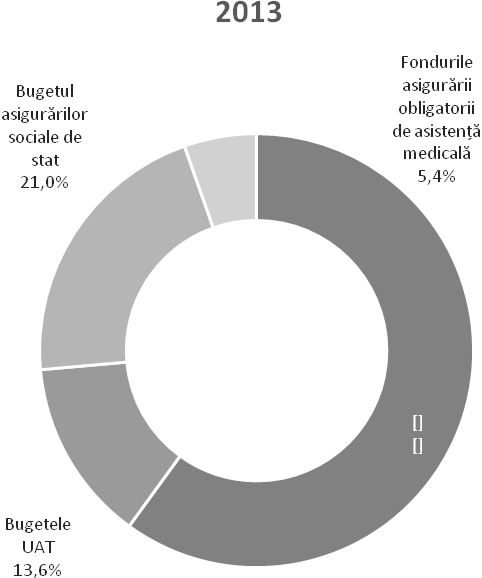 2013
Fondurile
asigurării
obligatorii
de asistență
medicală
5,4%
Bugetul
asigurărilor
sociale de
stat
21,0%
[]
[]
Bugetele
UAT
13,6%